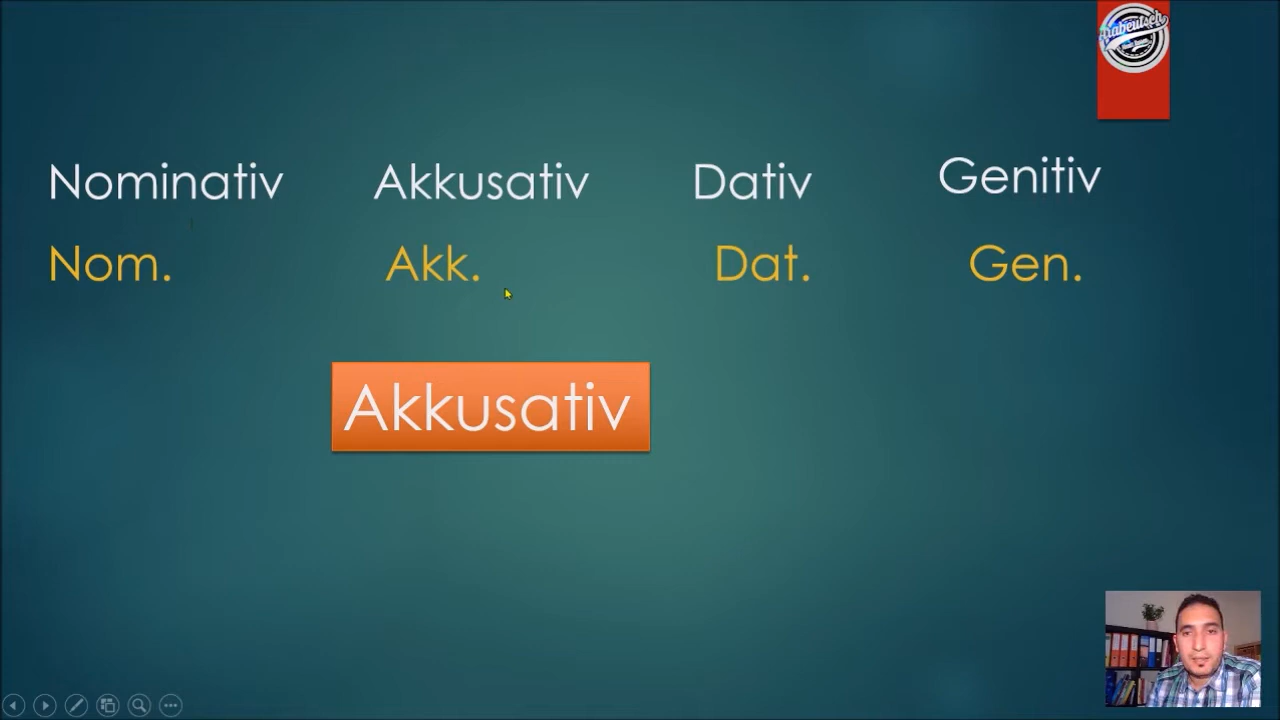 Nominativ Akkusativ Dativ Genitiv
Nom. Akk. Dat. Gen.
Akkusativ